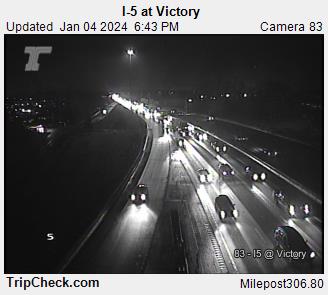 I-5 at Victory
Updated Jan 04 2024 6:43 PM Camera 83
T
S
83 - I5 @ Victory
TripCheck.com Milepost306.80